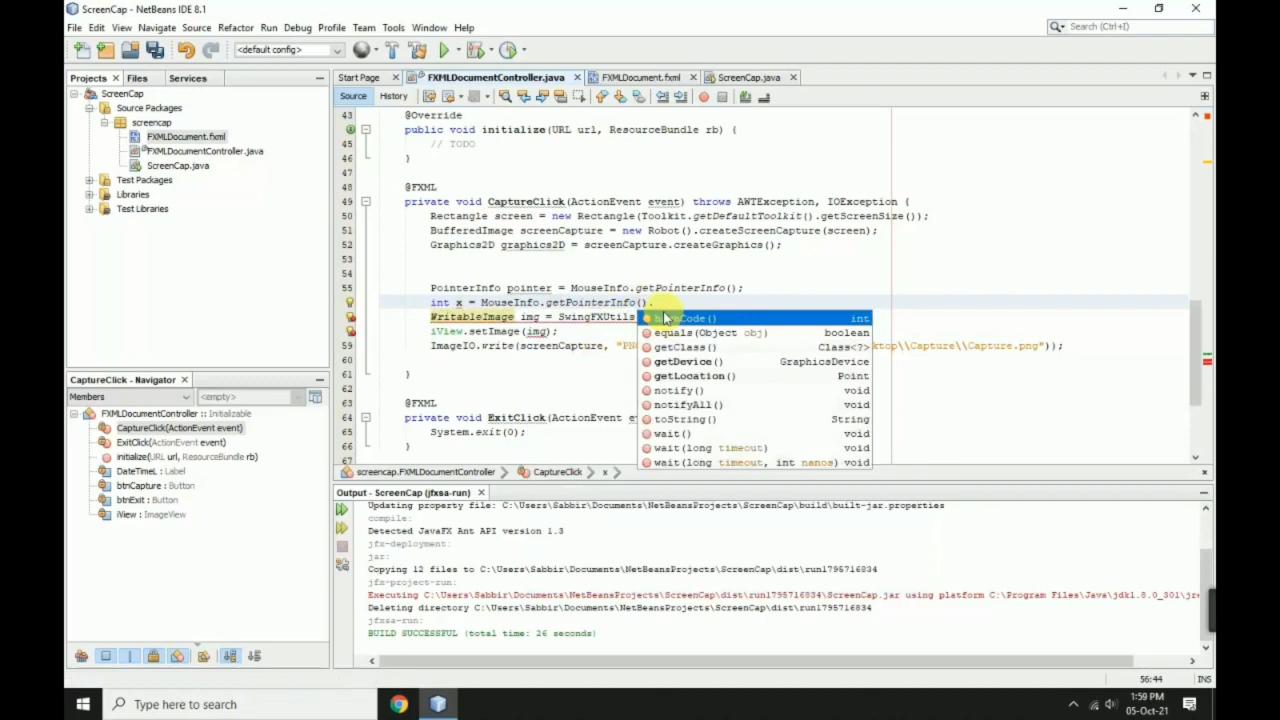 ScreenCap - NetBeans IDE 8.1
File Edit View Navigate Source Refactor Run Debug Profile Team Tools Window Help
Search (Ctrl+I)
<default config>
Projects Files Services
Start Page FXMLDocumentController.java FXMLDocument.fxml ScreenCap.java
Source History
ScreenCap
Source Packages
screencap
FXMLDocument.fxml
FXMLDocumentController.java
ScreenCap.java
Test Packages
Libraries
Test Libraries
43 @Override
public void initialize(URL url, ResourceBundle rb) {
45 // TODO
46 }
47
48 @FXML
49 private void CaptureClick(ActionEvent event) throws AWTException, IOException {
50 Rectangle screen = new Rectangle(Toolkit.getDefaultToolkit().getScreenSize());
51 BufferedImage screenCapture = new Robot().createScreenCapture(screen);
52 Graphics2D graphics2D = screenCapture.createGraphics();
53
54
55 PointerInfo pointer = MouseInfo.getPointerInfo();
int x = MouseInfo.getPointerInfo().
WritableImage img = SwingFXUtils
iView.setImage(img);
59 ImageIO.write(screenCapture, "PN ktop\\Capture\\Capture.png"));
61 }
62
63 @FXML
64 private void ExitClick(ActionEvent e
65 System.exit(0);
66 }
67
hashCode() int
equals(Object obj) boolean
getClass() Class<?>
getDevice() GraphicsDevice
getLocation() Point
notify() void
notifyAll() void
toString() String
wait() void
wait(long timeout) void
wait(long timeout, int nanos) void
CaptureClick - Navigator
Members <empty>
FXMLDocumentController :: Initializable
CaptureClick(ActionEvent event)
ExitClick(ActionEvent event)
initialize(URL url, ResourceBundle rb)
DateTimeL : Label
btnCapture : Button
btnExit : Button
iView : ImageView
screencap.FXMLDocumentController CaptureClick x
Output - ScreenCap (jfxsa-run)
Updating property file: C:\Users\Sabbir\Documents\NetBeansProjects\ScreenCap\build\built-jar.properties
compile:
Detected JavaFX Ant API version 1.3
jfx-deployment:
jar:
Copying 12 files to C:\Users\Sabbir\Documents\NetBeansProjects\ScreenCap\dist\run1795716834
jfx-project-run:
Executing C:\Users\Sabbir\Documents\NetBeansProjects\ScreenCap\dist\run1795716834\ScreenCap.jar using platform C:\Program Files\Java\jdk1.8.0_301\jre
Deleting directory C:\Users\Sabbir\Documents\NetBeansProjects\ScreenCap\dist\run1795716834
jfxsa-run:
BUILD SUCCESSFUL (total time: 26 seconds)
56:44 INS
Type here to search
1:59 PM
05-Oct-21